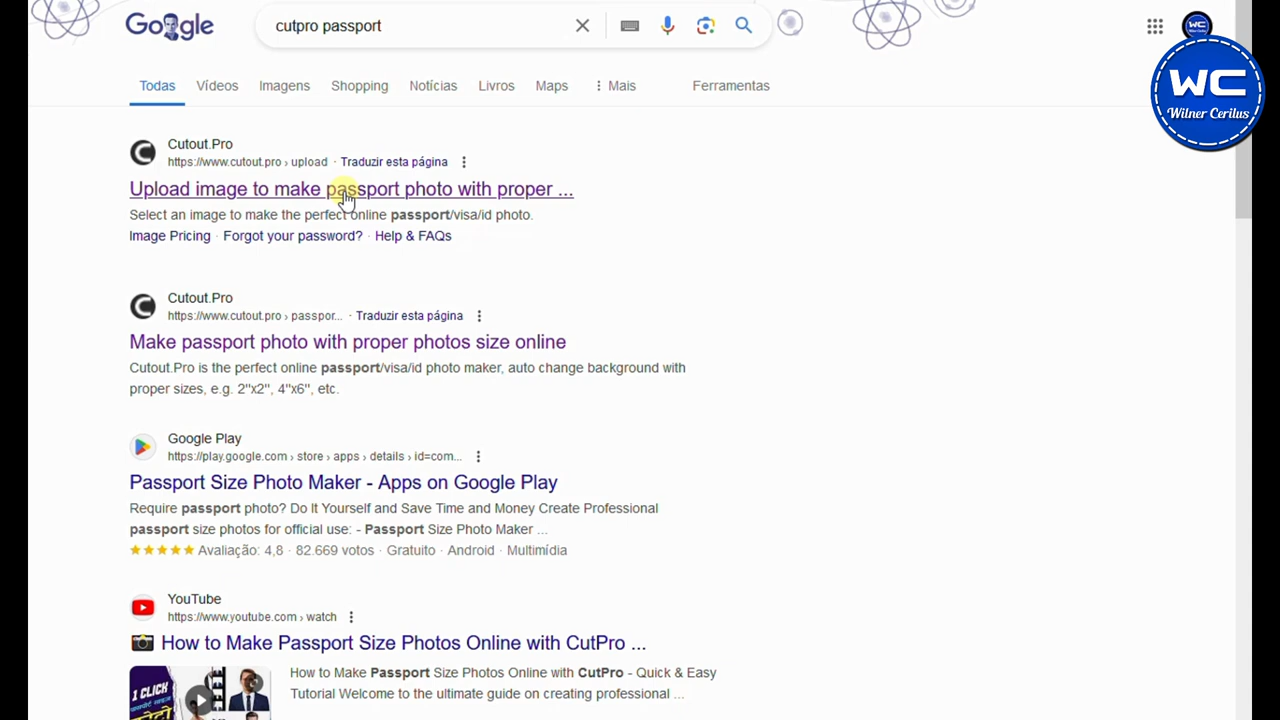 Google
cutpro passport
WC
Wilner Cerilus
Todas Vídeos Imagens Shopping Notícias Livros Maps Mais Ferramentas
Cutout.Pro
https://www.cutout.pro › upload · Traduzir esta página
Upload image to make passport photo with proper ...
Select an image to make the perfect online passport/visa/id photo.
Image Pricing · Forgot your password? · Help & FAQs
Cutout.Pro
https://www.cutout.pro › passpor... · Traduzir esta página
Make passport photo with proper photos size online
Cutout.Pro is the perfect online passport/visa/id photo maker, auto change background with
proper sizes, e.g. 2"x2", 4"x6", etc.
Google Play
https://play.google.com › store › apps › details › id=com...
Passport Size Photo Maker - Apps on Google Play
Require passport photo? Do It Yourself and Save Time and Money Create Professional
passport size photos for official use: - Passport Size Photo Maker ...
Avaliação: 4,8 · 82.669 votos · Gratuito · Android · Multimídia
YouTube
https://www.youtube.com › watch
How to Make Passport Size Photos Online with CutPro ...
How to Make Passport Size Photos Online with CutPro - Quick & Easy
Tutorial Welcome to the ultimate guide on creating professional ...
1 CLICK